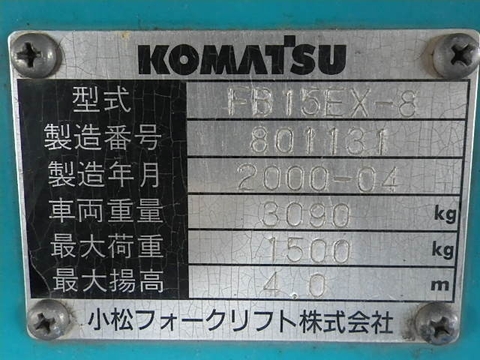 KOMATSU
型式 FB15EX-8
製造番号 801131
製造年月 2000-04
車両重量 3090 kg
最大荷重 1500 kg
最大揚高 4.0 m
小松フォークリフト株式会社